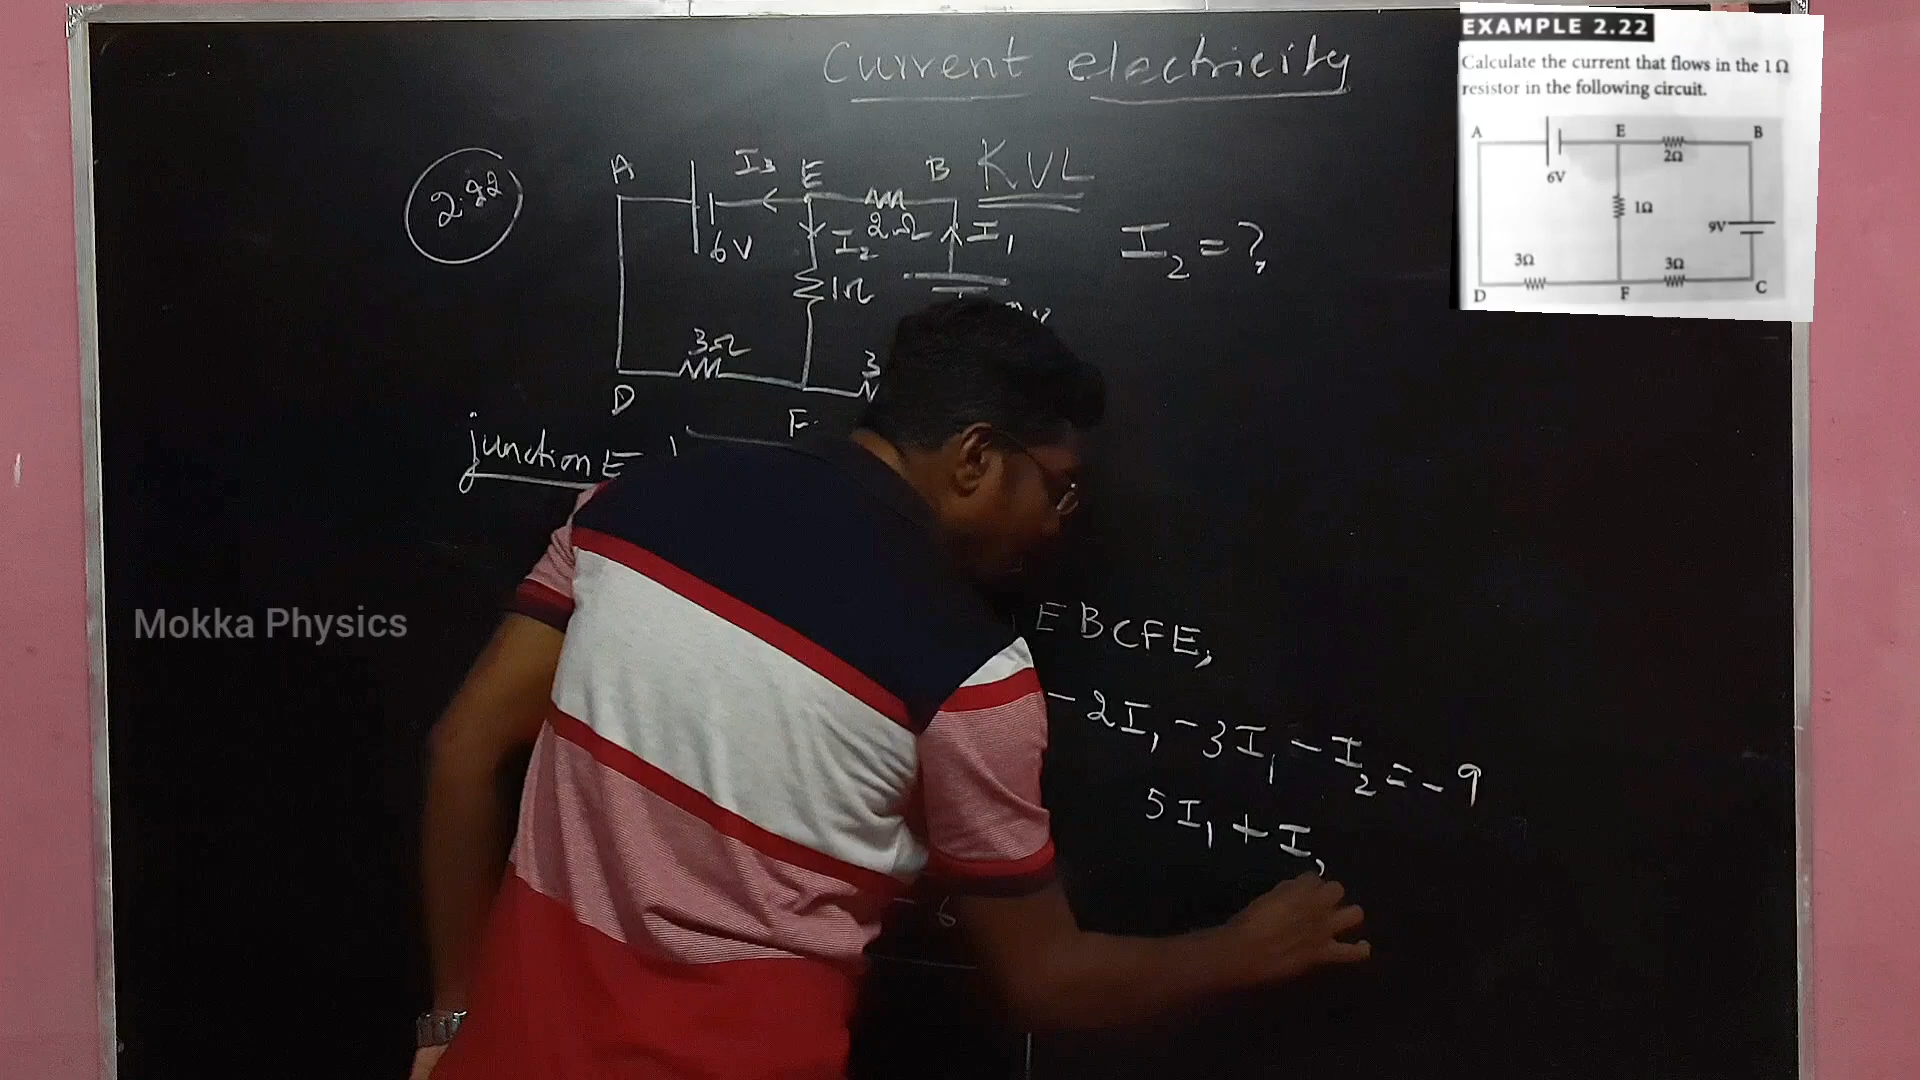 Current electricity
2.22
A I3 E B KVL
6V I2 2Ω I1 I2 = ?
1Ω
3Ω 3
D F
junction E
EBCFE,
-2I1 -3I1 - I2 = -9
5I1 + I
- 6
Mokka Physics
EXAMPLE 2.22
Calculate the current that flows in the 1 Ω
resistor in the following circuit.
A E B
2Ω
6V
1Ω
9V
3Ω 3Ω
D F C